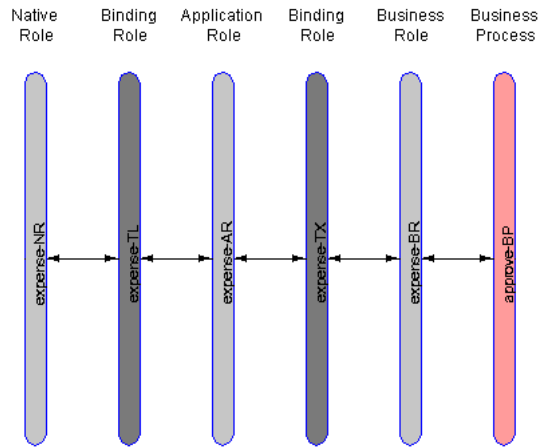 Native Role
Binding Role
Application Role
Binding Role
Business Role
Business Process
expense-NR
expense-TL
expense-AR
expense-TX
expense-BR
approve-BP